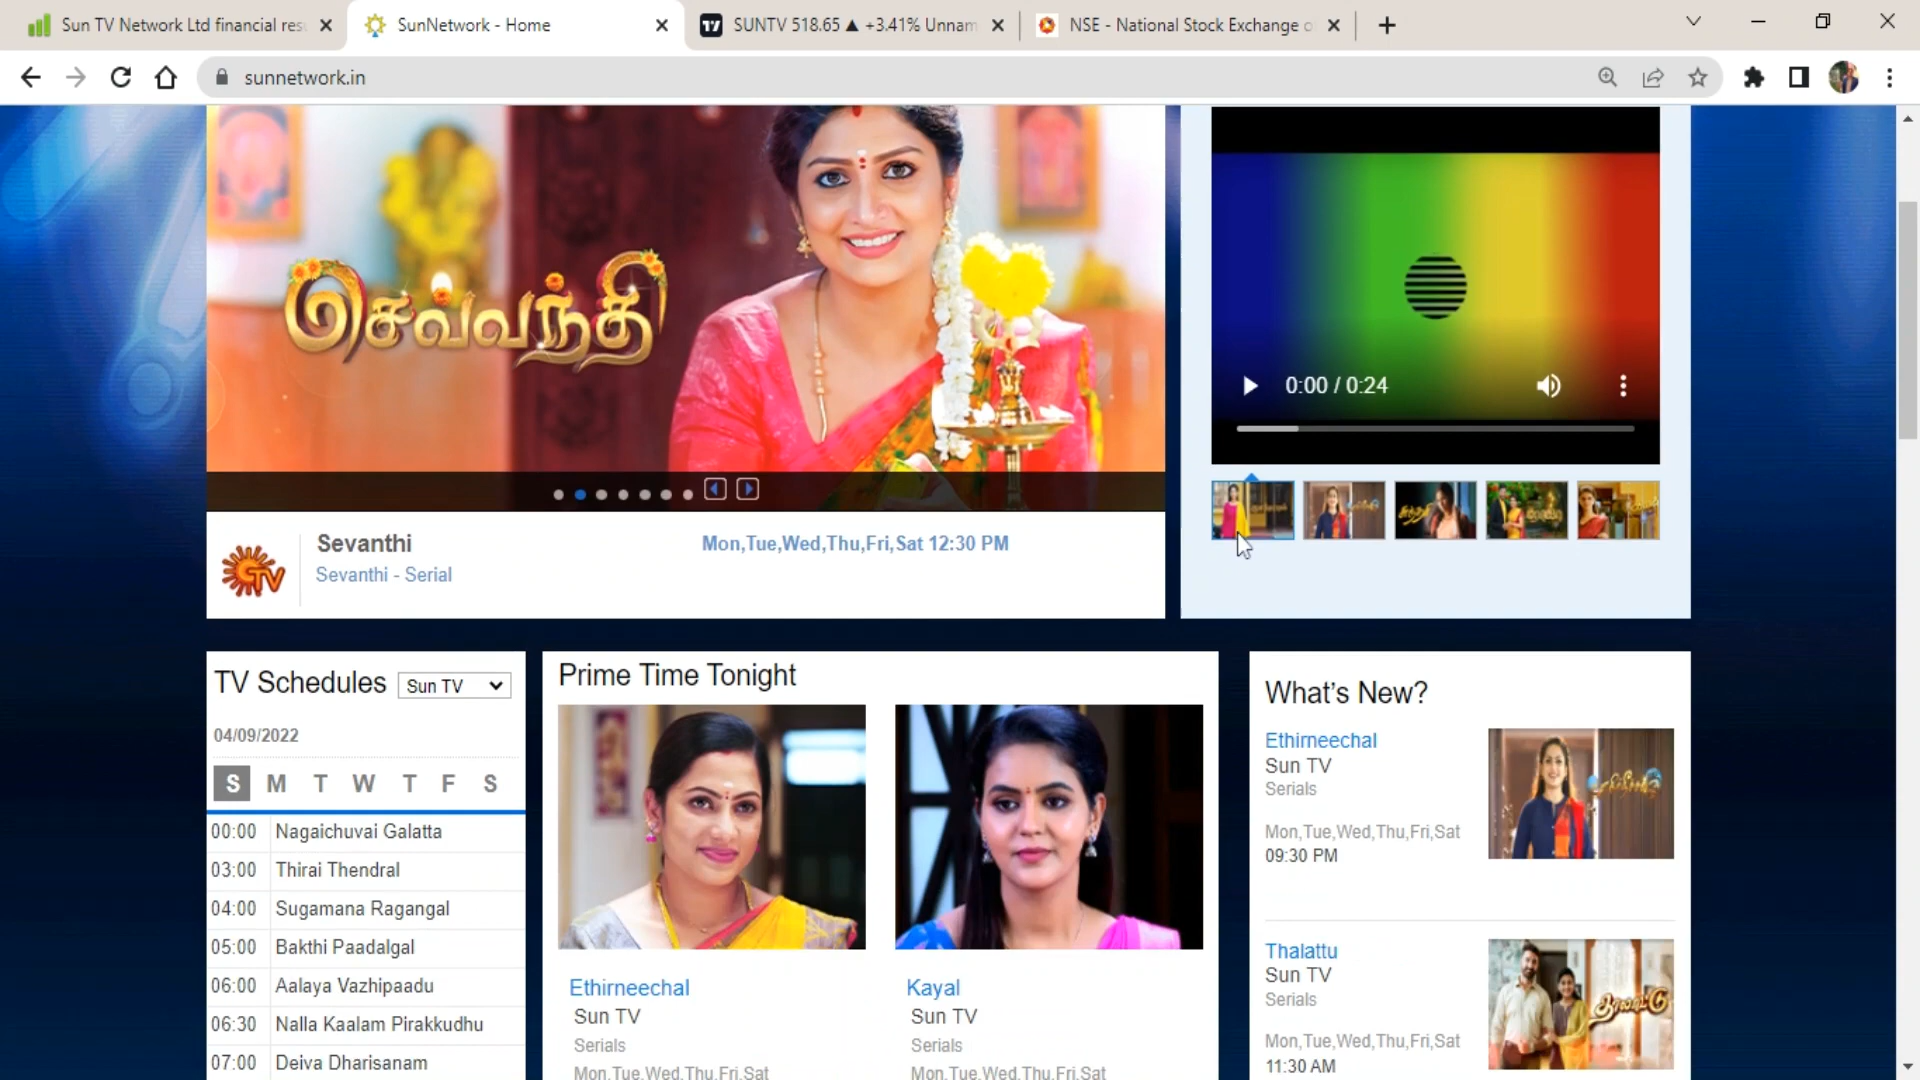 Sun TV Network Ltd financial res
SunNetwork - Home
SUNTV 518.65 ▲ +3.41% Unnam
NSE - National Stock Exchange o
sunnetwork.in
செவ்வந்தி
0:00 / 0:24
Sevanthi
Mon,Tue,Wed,Thu,Fri,Sat 12:30 PM
Sevanthi - Serial
TV
TV Schedules
Sun TV
04/09/2022
S M T W T F S
00:00 Nagaichuvai Galatta
03:00 Thirai Thendral
04:00 Sugamana Ragangal
05:00 Bakthi Paadalgal
06:00 Aalaya Vazhipaadu
06:30 Nalla Kaalam Pirakkudhu
07:00 Deiva Dharisanam
Prime Time Tonight
Ethirneechal
Sun TV
Serials
Mon,Tue,Wed,Thu,Fri,Sat
Kayal
Sun TV
Serials
Mon,Tue,Wed,Thu,Fri,Sat
What's New?
Ethirneechal
Sun TV
Serials
Mon,Tue,Wed,Thu,Fri,Sat
09:30 PM
Thalattu
Sun TV
Serials
Mon,Tue,Wed,Thu,Fri,Sat
11:30 AM
தாலாட்டு